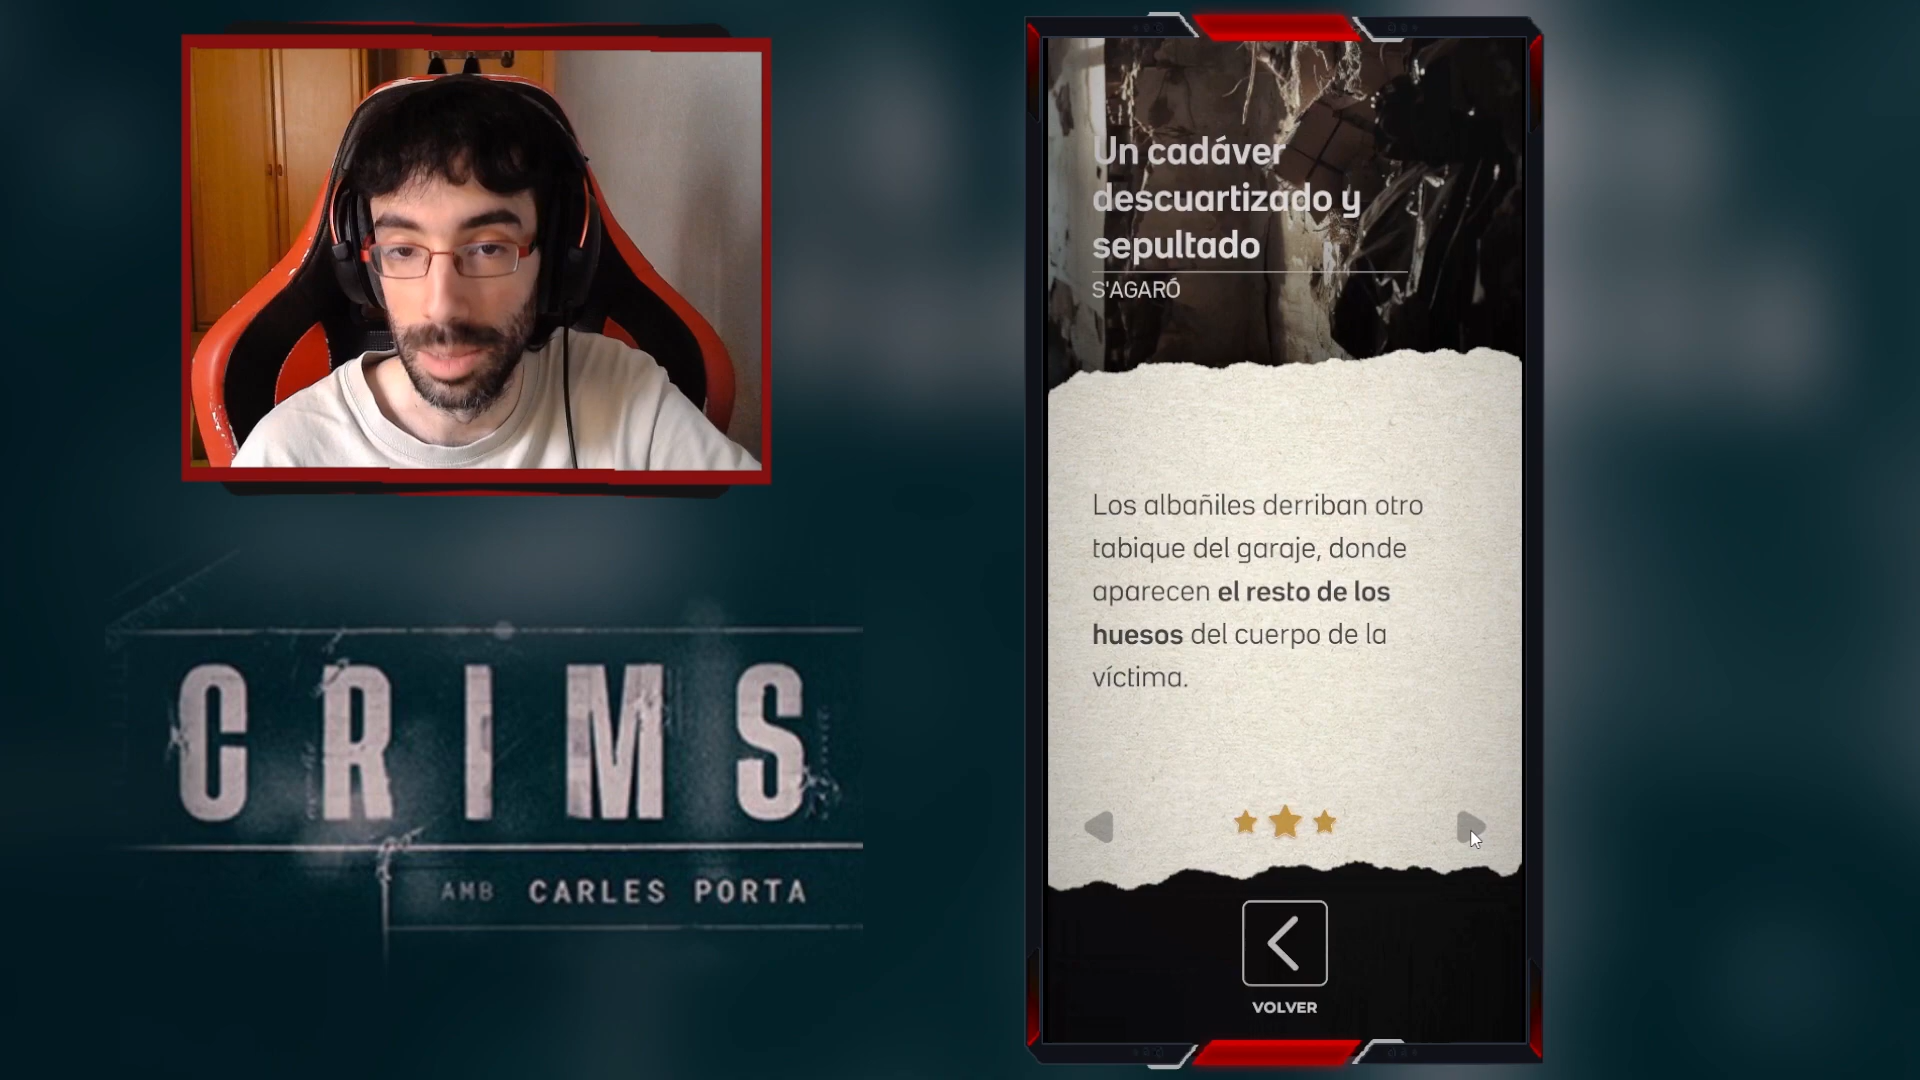 CRIMS
AMB CARLES PORTA
Un cadáver
descuartizado y
sepultado
S'AGARÓ
Los albañiles derriban otro
tabique del garaje, donde
aparecen el resto de los
huesos del cuerpo de la
víctima.
VOLVER